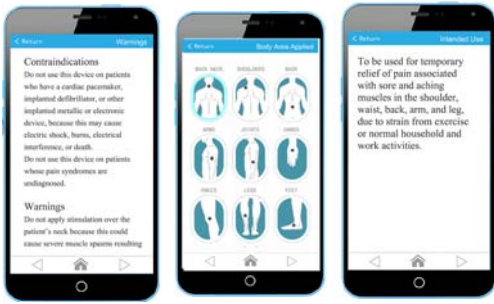 Return Warnings
Contraindications
Do not use this device on patients
who have a cardiac pacemaker,
implanted defibrillator, or other
implanted metallic or electronic
device, because this may cause
electric shock, burns, electrical
interference, or death.
Do not use this device on patients
whose pain syndromes are
undiagnosed.
Warnings
Do not apply stimulation over the
patient's neck because this could
cause severe muscle spasms resulting
Return Body Area Applied
BACK NECK SHOULDERS BACK
ARMS JOINTS HANDS
KNEES LEGS FEET
Return Intended Use
To be used for temporary
relief of pain associated
with sore and aching
muscles in the shoulder,
waist, back, arm, and leg,
due to strain from exercise
or normal household and
work activities.